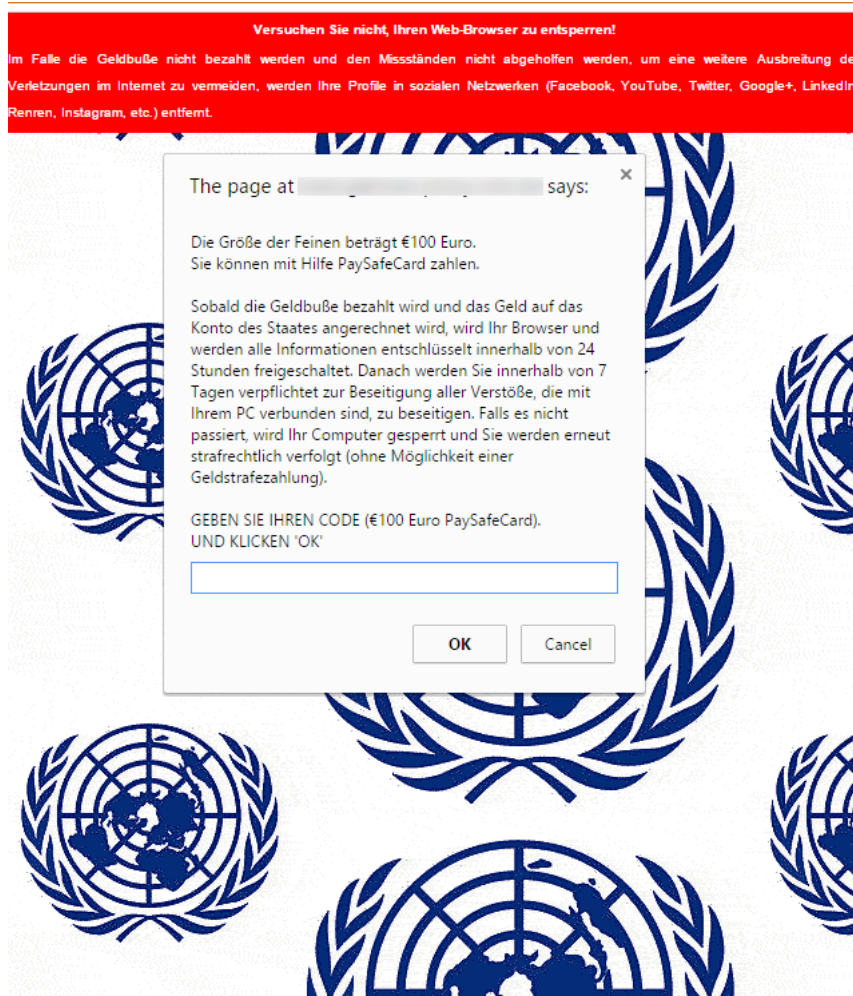 Versuchen Sie nicht, Ihren Web-Browser zu entsperren!
Im Falle die Geldbuße nicht bezahlt werden und den Missständen nicht abgeholfen werden, um eine weitere Ausbreitung de
Verletzungen im Internet zu vermeiden, werden Ihre Profile in sozialen Netzwerken (Facebook, YouTube, Twitter, Google+, LinkedIn
Renren, Instagram, etc.) entfernt.
The page at says:
Die Größe der Feinen beträgt €100 Euro.
Sie können mit Hilfe PaySafeCard zahlen.
Sobald die Geldbuße bezahlt wird und das Geld auf das
Konto des Staates angerechnet wird, wird Ihr Browser und
werden alle Informationen entschlüsselt innerhalb von 24
Stunden freigeschaltet. Danach werden Sie innerhalb von 7
Tagen verpflichtet zur Beseitigung aller Verstöße, die mit
Ihrem PC verbunden sind, zu beseitigen. Falls es nicht
passiert, wird Ihr Computer gesperrt und Sie werden erneut
strafrechtlich verfolgt (ohne Möglichkeit einer
Geldstrafezahlung).
GEBEN SIE IHREN CODE (€100 Euro PaySafeCard).
UND KLICKEN 'OK'
OK Cancel